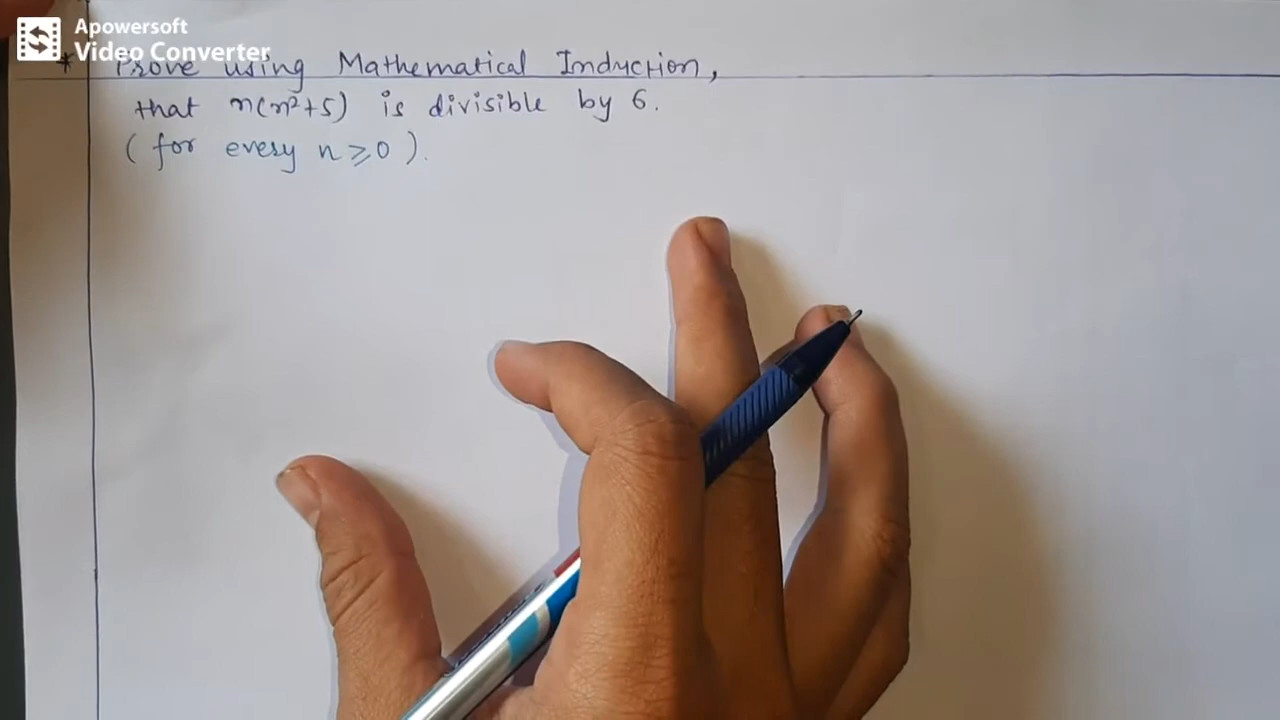 Apowersoft
Video Converter
* Prove using Mathematical Induction,
that n(n²+5) is divisible by 6.
(for every n ⩾ 0).